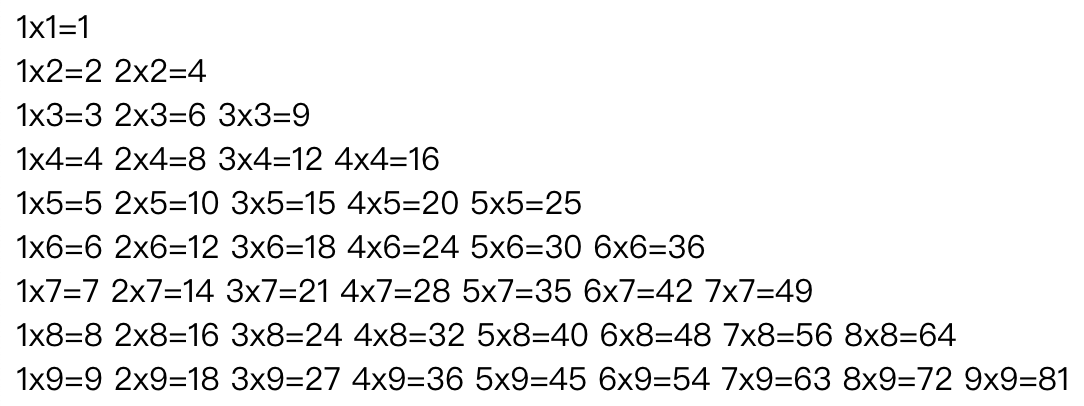 1x1=1
1x2=2 2x2=4
1x3=3 2x3=6 3x3=9
1x4=4 2x4=8 3x4=12 4x4=16
1x5=5 2x5=10 3x5=15 4x5=20 5x5=25
1x6=6 2x6=12 3x6=18 4x6=24 5x6=30 6x6=36
1x7=7 2x7=14 3x7=21 4x7=28 5x7=35 6x7=42 7x7=49
1x8=8 2x8=16 3x8=24 4x8=32 5x8=40 6x8=48 7x8=56 8x8=64
1x9=9 2x9=18 3x9=27 4x9=36 5x9=45 6x9=54 7x9=63 8x9=72 9x9=81